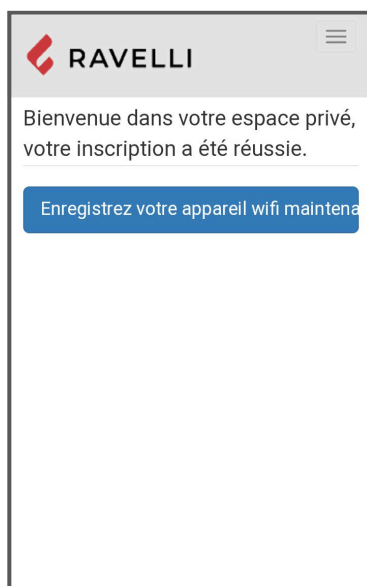 RAVELLI
Bienvenue dans votre espace privé,
votre inscription a été réussie.
Enregistrez votre appareil wifi maintena